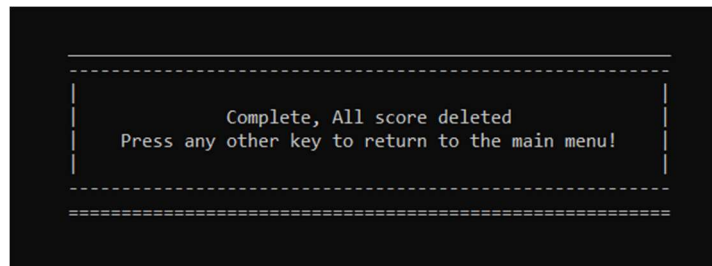 Complete, All score deleted
Press any other key to return to the main menu!